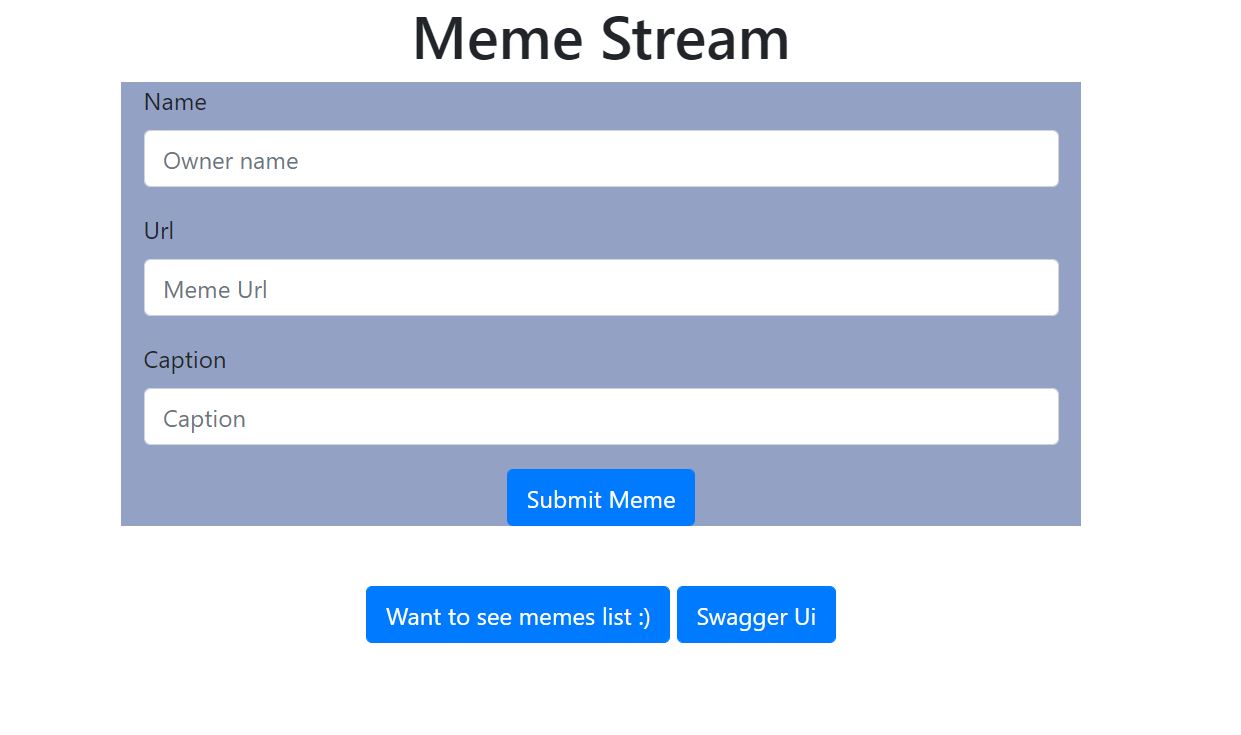 Meme Stream
Name
Owner name
Url
Meme Url
Caption
Caption
Submit Meme
Want to see memes list :) Swagger Ui